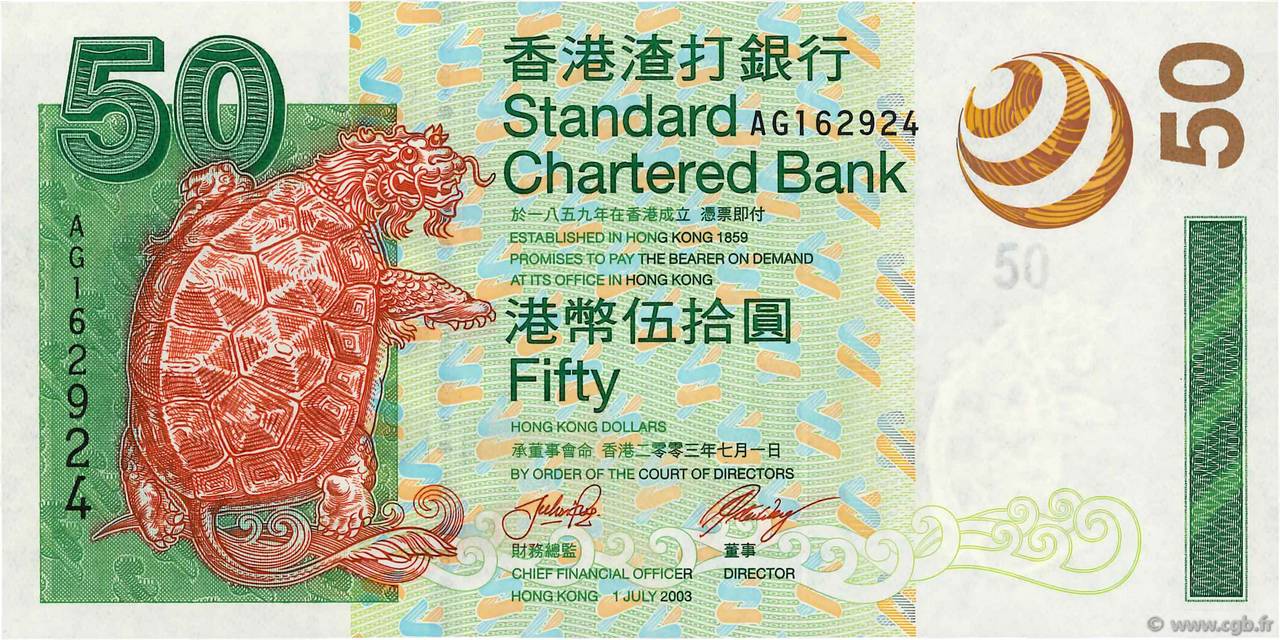 50
香港渣打銀行
Standard
AG162924
Chartered Bank
50
於一八五九年在香港成立 憑票即付
ESTABLISHED IN HONG KONG 1859
PROMISES TO PAY THE BEARER ON DEMAND
AT ITS OFFICE IN HONG KONG
50
AG162924
港幣伍拾圓
Fifty
HONG KONG DOLLARS
承董事會命 香港二零零三年七月一日
BY ORDER OF THE COURT OF DIRECTORS
財務總監 董事
CHIEF FINANCIAL OFFICER DIRECTOR
HONG KONG 1 JULY 2003
© www.cgb.fr